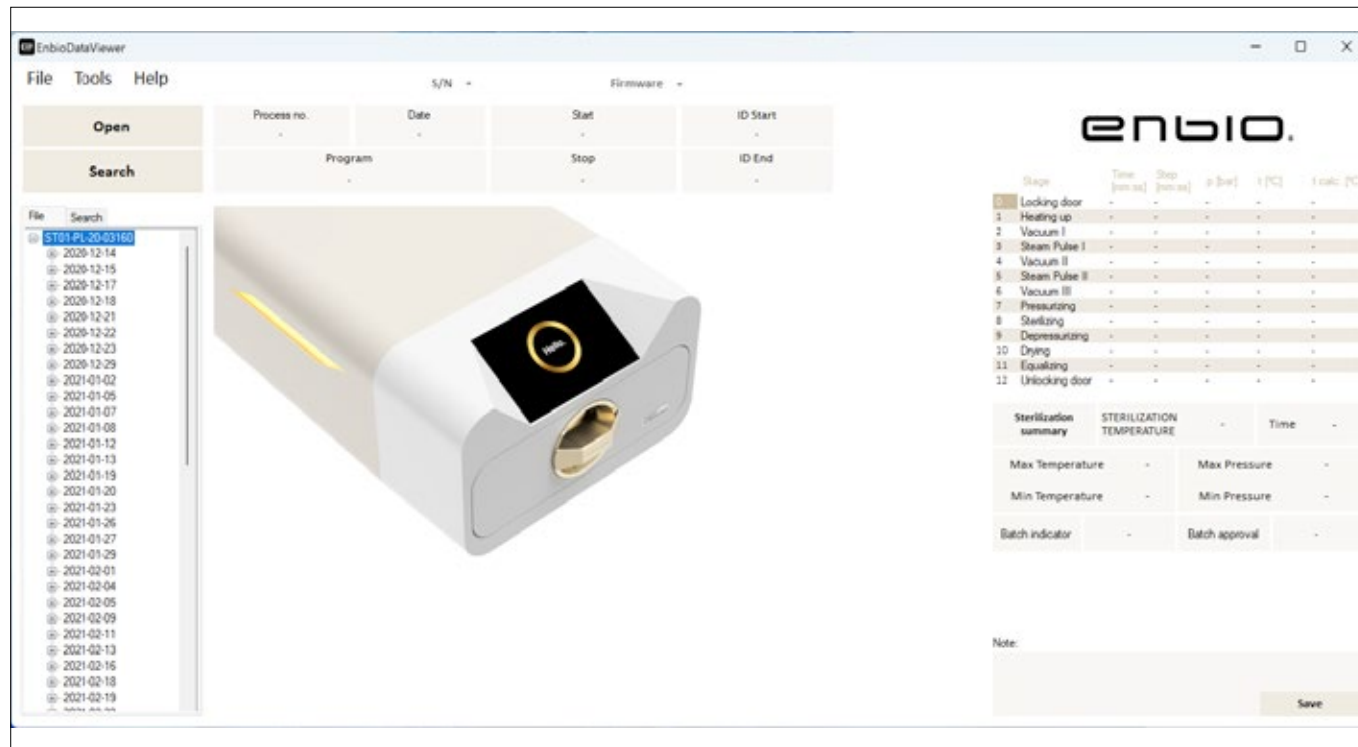 EnbioDataViewer
File Tools Help
S/N -
Firmware -
Open
Search
Process no.
-
Date
-
Start
-
ID Start
-
Program
-
Stop
-
ID End
-
enbio.
File Search
ST01-PL-20-03160
2020-12-14
2020-12-15
2020-12-17
2020-12-18
2020-12-21
2020-12-22
2020-12-23
2020-12-29
2021-01-02
2021-01-05
2021-01-07
2021-01-08
2021-01-12
2021-01-13
2021-01-19
2021-01-20
2021-01-23
2021-01-26
2021-01-27
2021-01-29
2021-02-01
2021-02-04
2021-02-05
2021-02-09
2021-02-11
2021-02-13
2021-02-16
2021-02-18
2021-02-19
Hello.
Stage Time [mm:ss] Step [mm:ss] p [bar] t [°C] t calc. [°C]
0 Locking door - - - - -
1 Heating up - - - - -
2 Vacuum I - - - - -
3 Steam Pulse I - - - - -
4 Vacuum II - - - - -
5 Steam Pulse II - - - - -
6 Vacuum III - - - - -
7 Pressurizing - - - - -
8 Sterilizing - - - - -
9 Depressurizing - - - - -
10 Drying - - - - -
11 Equalizing - - - - -
12 Unlocking door - - - - -
Sterilization summary
STERILIZATION TEMPERATURE -
Time -
Max Temperature - Max Pressure -
Min Temperature - Min Pressure -
Batch indicator - Batch approval -
Note:
Save